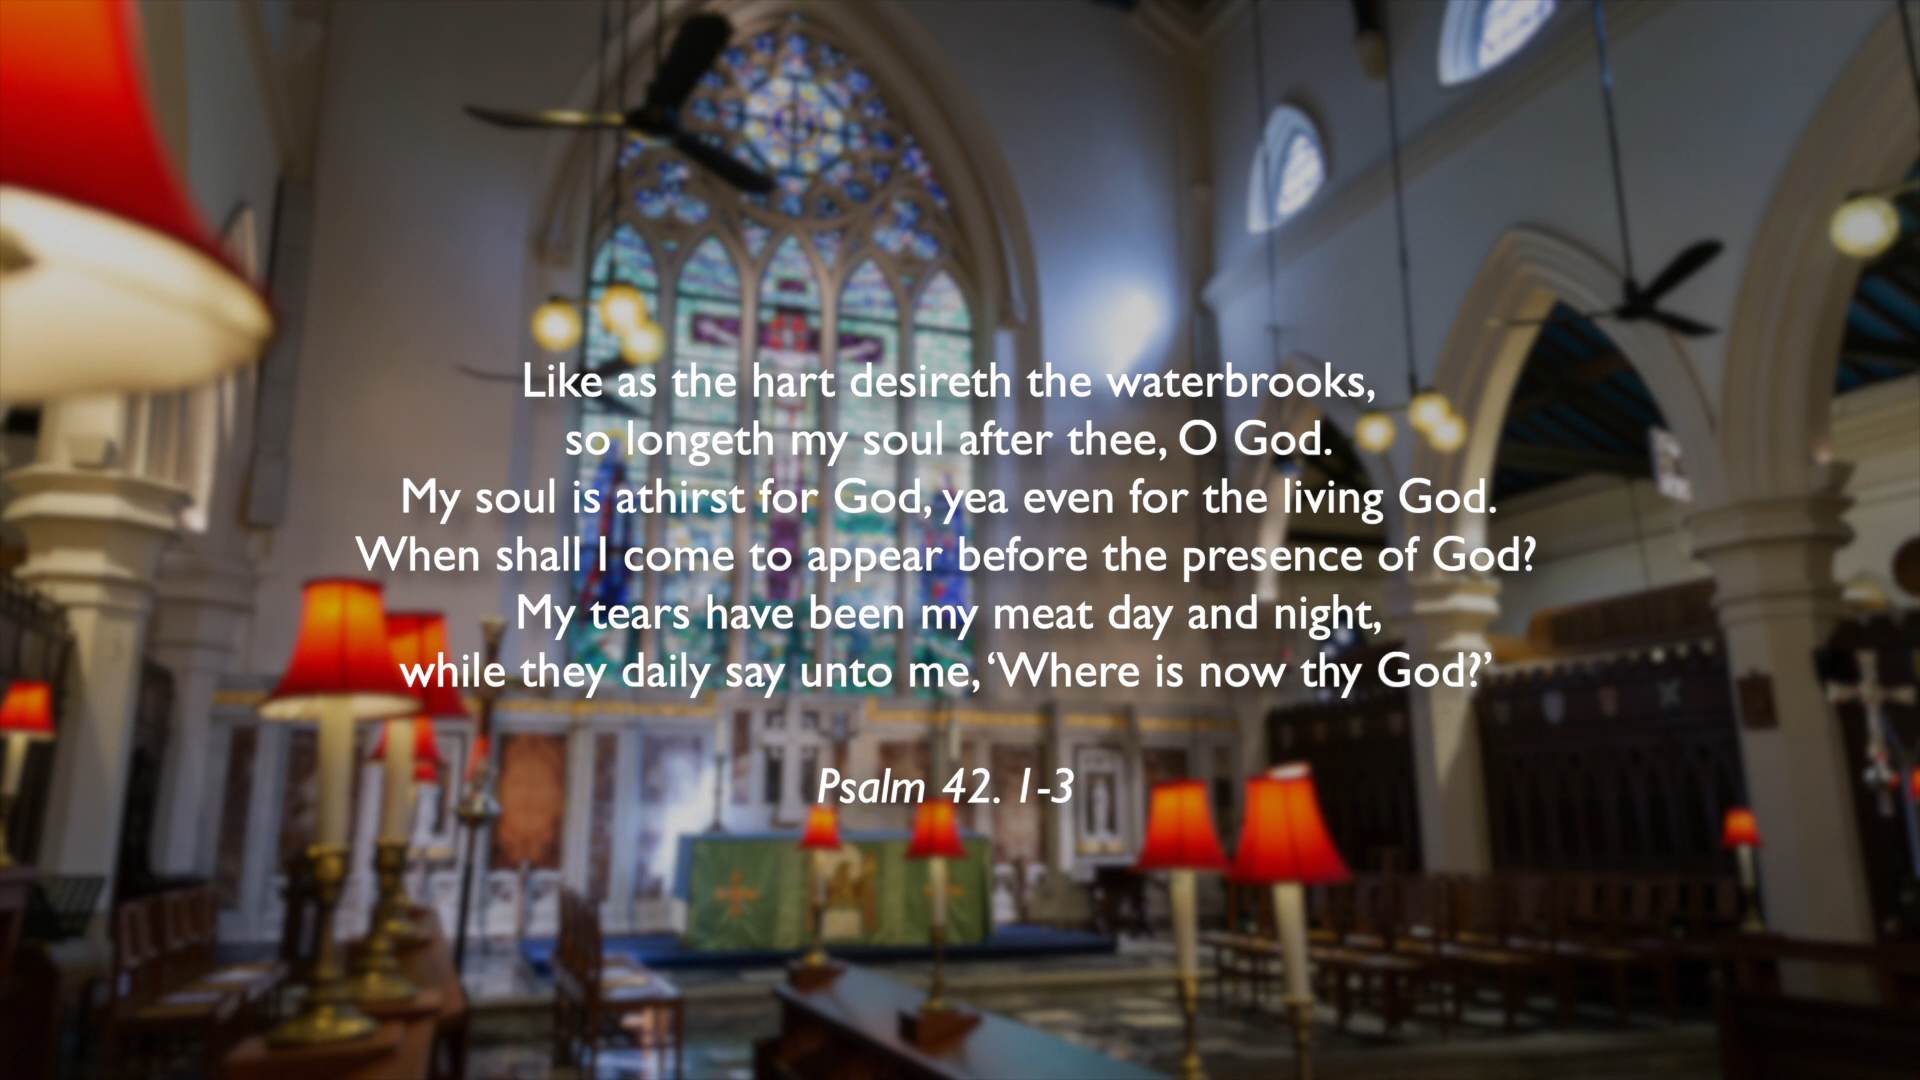 Like as the hart desireth the waterbrooks,
so longeth my soul after thee, O God.
My soul is athirst for God, yea even for the living God.
When shall I come to appear before the presence of God?
My tears have been my meat day and night,
while they daily say unto me, ‘Where is now thy God?’
Psalm 42. 1-3